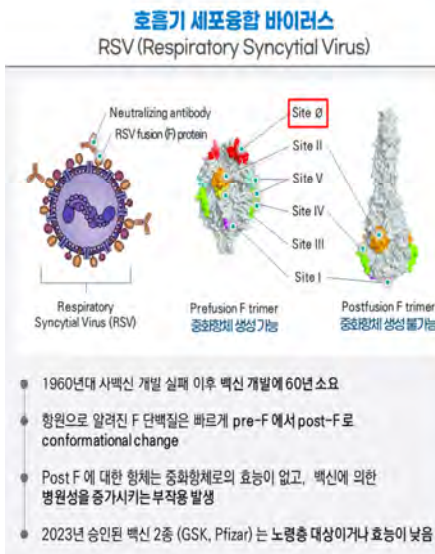 호흡기 세포융합 바이러스
RSV (Respiratory Syncytial Virus)
Neutralizing antibody
RSV fusion (F) protein
Site Ø
Site II
Site V
Site IV
Site III
Site I
Respiratory
Syncytial Virus (RSV)
Prefusion F trimer
중화항체 생성 가능
Postfusion F trimer
중화항체 생성 불가능
1960년대 사백신 개발 실패 이후 백신 개발에 60년 소요
항원으로 알려진 F 단백질은 빠르게 pre-F 에서 post-F 로
conformational change
Post F 에 대한 항체는 중화항체로의 효능이 없고, 백신에 의한
병원성을 증가시키는 부작용 발생
2023년 승인된 백신 2종 (GSK, Pfizar) 는 노령층 대상이거나 효능이 낮음